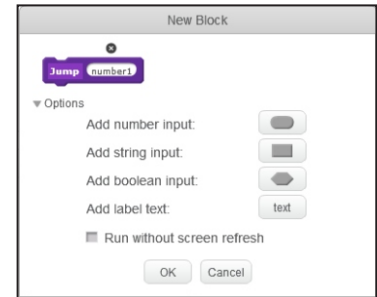 New Block
Jump number1
Options
Add number input:
Add string input:
Add boolean input:
Add label text: text
Run without screen refresh
OK Cancel